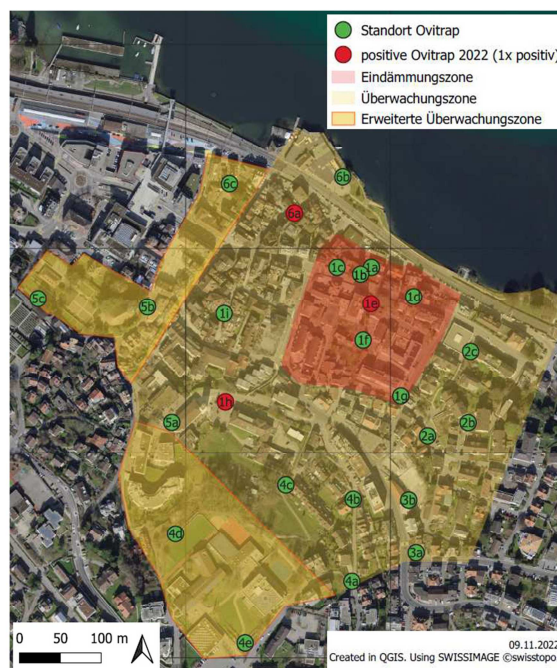 Standort Ovitrap
positive Ovitrap 2022 (1x positiv)
Eindämmungszone
Überwachungszone
Erweiterte Überwachungszone
6c
6b
6a
1c
1a
1b
5c
5b
1i
1e
1d
1f
2c
1h
1g
5a
2a
2b
4c
4b
3b
4d
3a
4a
4e
0 50 100 m
09.11.2022
Created in QGIS. Using SWISSIMAGE ©swisstopo